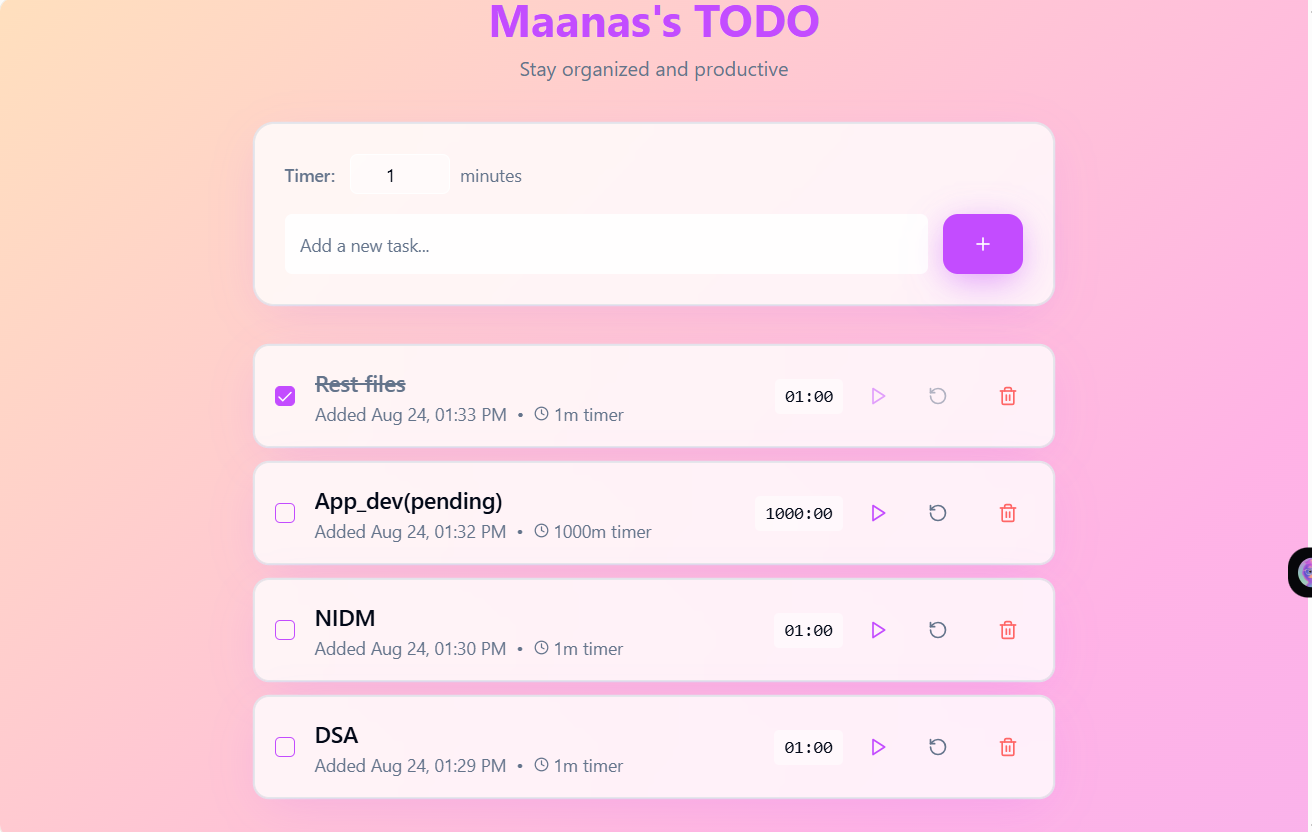 Maanas's TODO
Stay organized and productive
Timer: 1 minutes
Add a new task...
+
Rest files
Added Aug 24, 01:33 PM • 1m timer
01:00
App_dev(pending)
Added Aug 24, 01:32 PM • 1000m timer
1000:00
NIDM
Added Aug 24, 01:30 PM • 1m timer
01:00
DSA
Added Aug 24, 01:29 PM • 1m timer
01:00